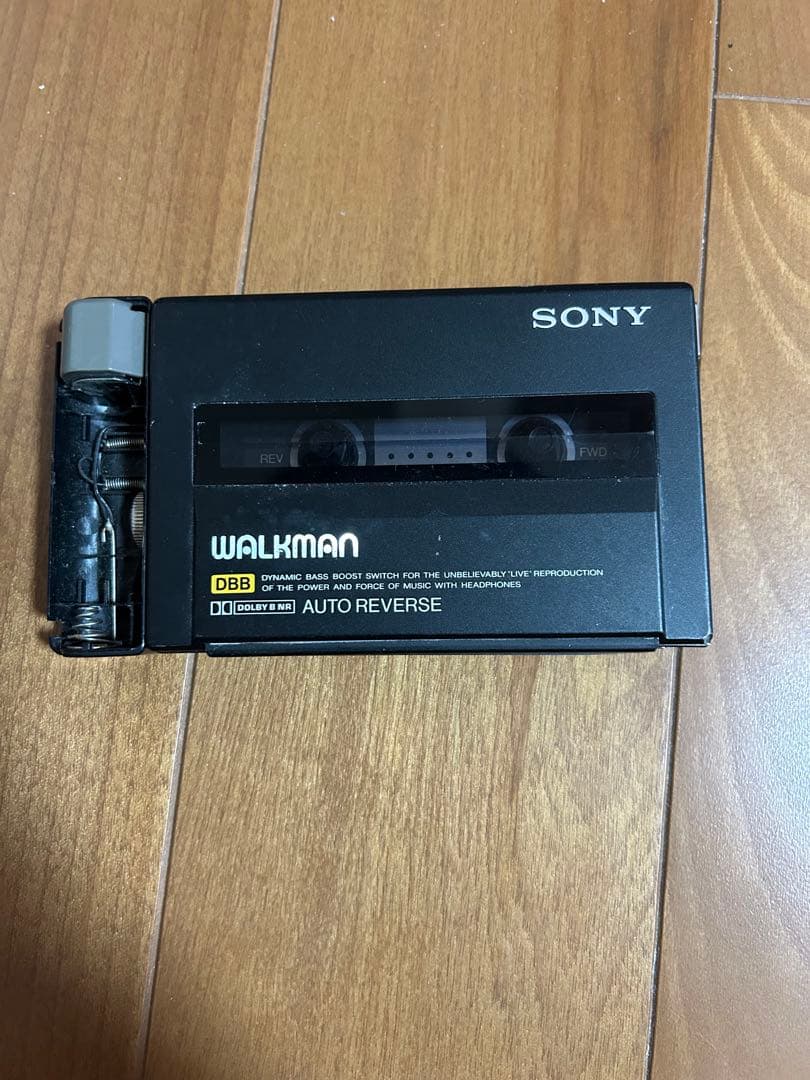 SONY
REV FWD
WALKMAN
DBB DYNAMIC BASS BOOST SWITCH FOR THE UNBELIEVABLY "LIVE" REPRODUCTION
OF THE POWER AND FORCE OF MUSIC WITH HEADPHONES
DOLBY B NR AUTO REVERSE